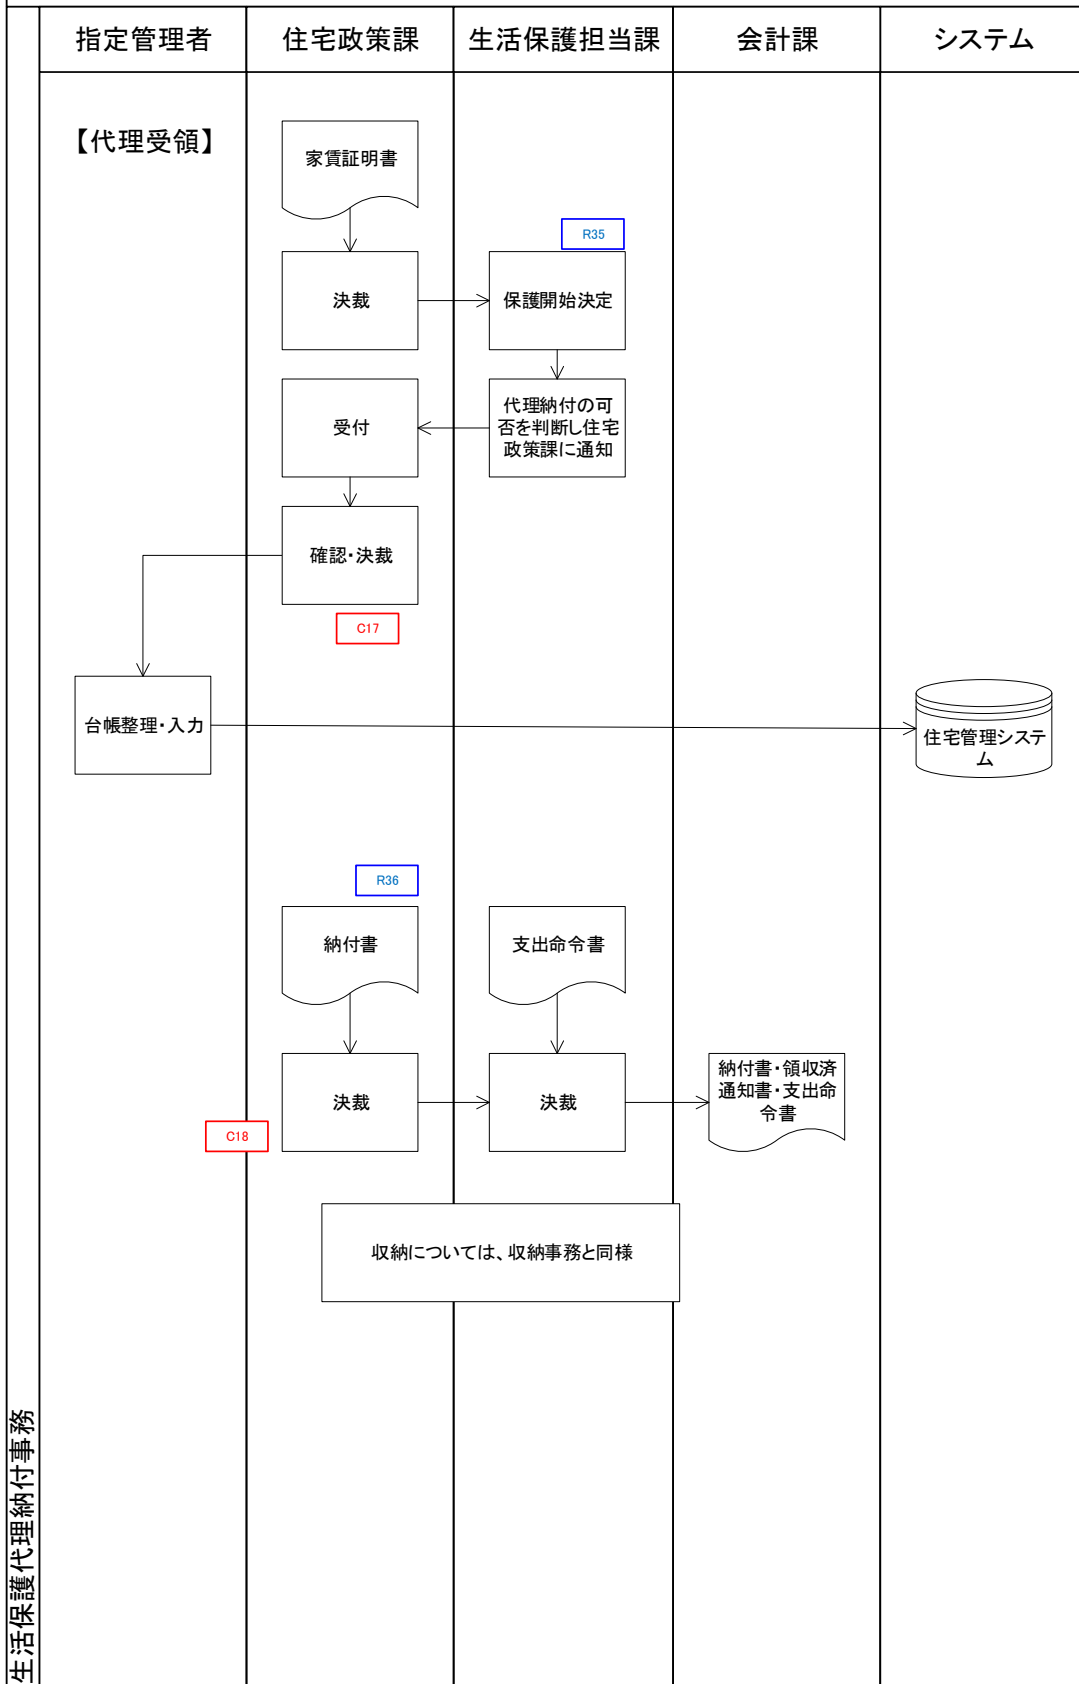 指定管理者
住宅政策課
生活保護担当課
会計課
システム
【代理受領】
家賃証明書
R35
決裁
保護開始決定
受付
代理納付の可
否を判断し住宅
政策課に通知
確認・決裁
C17
台帳整理・入力
住宅管理システ
ム
R36
納付書
支出命令書
決裁
決裁
納付書・領収済
通知書・支出命
令書
C18
収納については、収納事務と同様
生活保護代理納付事務